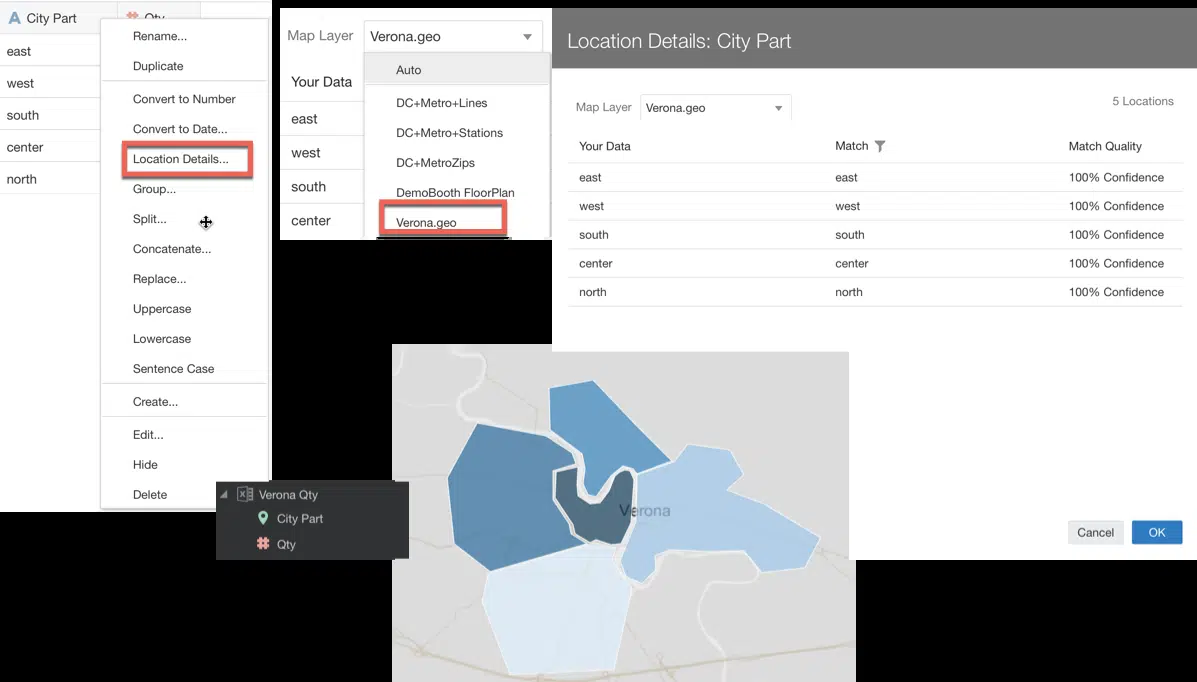 City Part
Qty
east
west
south
center
north
Rename...
Duplicate
Convert to Number
Convert to Date...
Location Details...
Group...
Split...
Concatenate...
Replace...
Uppercase
Lowercase
Sentence Case
Create...
Edit...
Hide
Delete
Map Layer
Verona.geo
Your Data
east
west
south
center
Auto
DC+Metro+Lines
DC+Metro+Stations
DC+MetroZips
DemoBooth FloorPlan
Verona.geo
Location Details: City Part
Map Layer Verona.geo
5 Locations
Your Data Match Match Quality
east east 100% Confidence
west west 100% Confidence
south south 100% Confidence
center center 100% Confidence
north north 100% Confidence
Cancel OK
Verona Qty
City Part
Qty
Verona